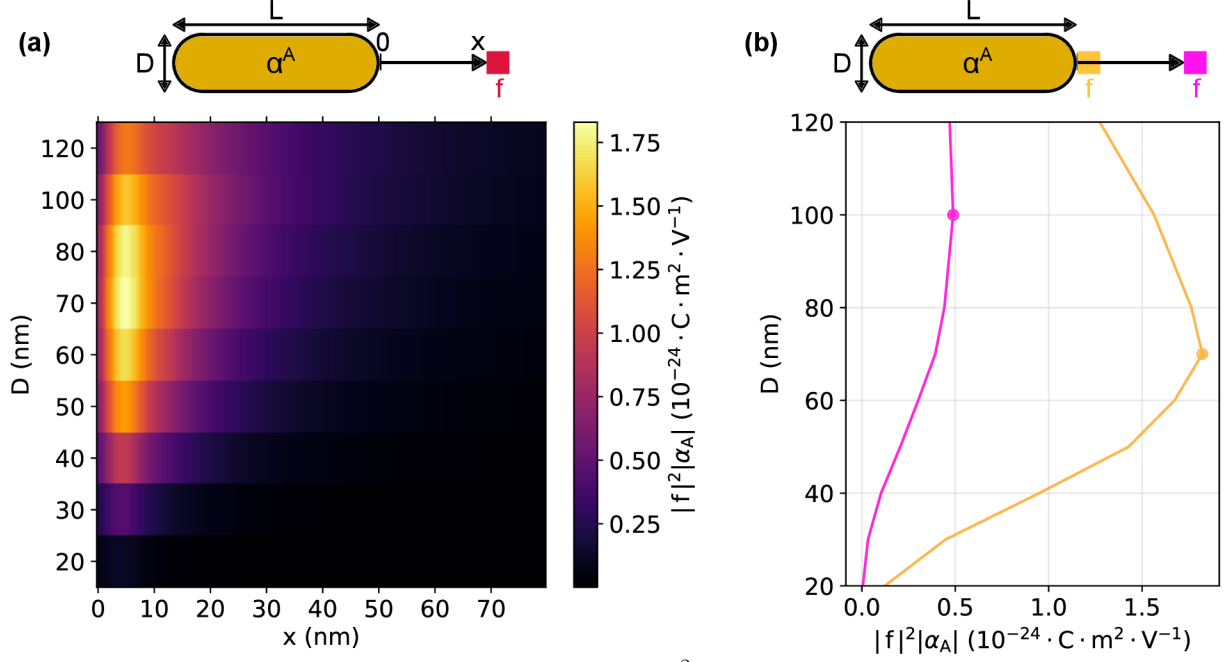 (a)
L
D
α^A
0
x
f
120
100
80
70
60
50
40
30
20
D (nm)
0 10 20 30 40 50 60 70
x (nm)
1.75
1.50
1.25
1.00
0.75
0.50
0.25
|f|²|α_A| (10⁻²⁴ · C · m² · V⁻¹)
(b)
L
D
α^A
f
f
120
100
80
60
40
20
D (nm)
0.0 0.5 1.0 1.5
|f|²|α_A| (10⁻²⁴ · C · m² · V⁻¹)